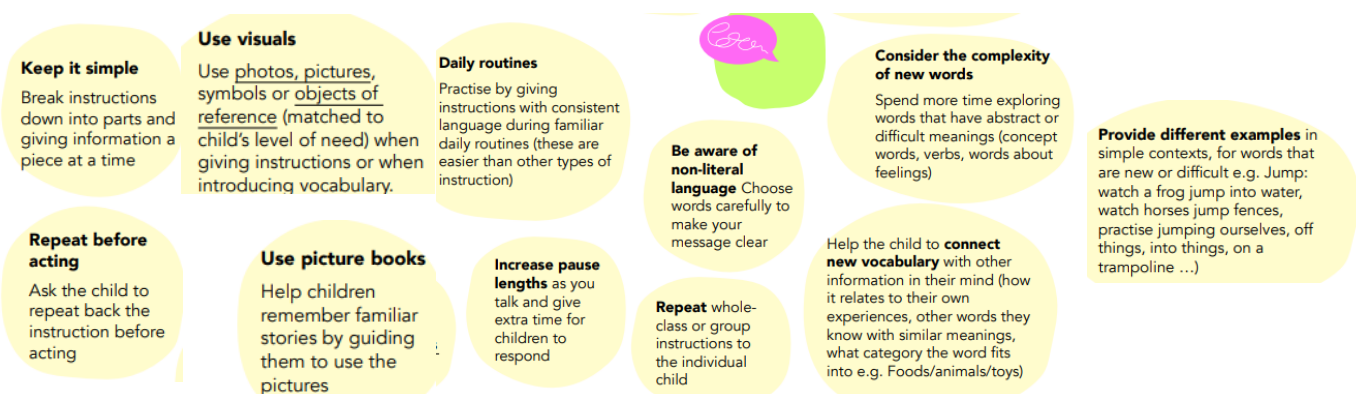 Keep it simple
Break instructions
down into parts and
giving information a
piece at a time
Repeat before
acting
Ask the child to
repeat back the
instruction before
acting
Use visuals
Use photos, pictures,
symbols or objects of
reference (matched to
child's level of need) when
giving instructions or when
introducing vocabulary.
Use picture books
Help children
remember familiar
stories by guiding
them to use the
pictures
Daily routines
Practise by giving
instructions with consistent
language during familiar
daily routines (these are
easier than other types of
instruction)
Increase pause
lengths as you
talk and give
extra time for
children to
respond
Be aware of
non-literal
language Choose
words carefully to
make your
message clear
Repeat whole-
class or group
instructions to
the individual
child
Consider the complexity
of new words
Spend more time exploring
words that have abstract or
difficult meanings (concept
words, verbs, words about
feelings)
Help the child to connect
new vocabulary with other
information in their mind (how
it relates to their own
experiences, other words they
know with similar meanings,
what category the word fits
into e.g. Foods/animals/toys)
Provide different examples in
simple contexts, for words that
are new or difficult e.g. Jump:
watch a frog jump into water,
watch horses jump fences,
practise jumping ourselves, off
things, into things, on a
trampoline …)